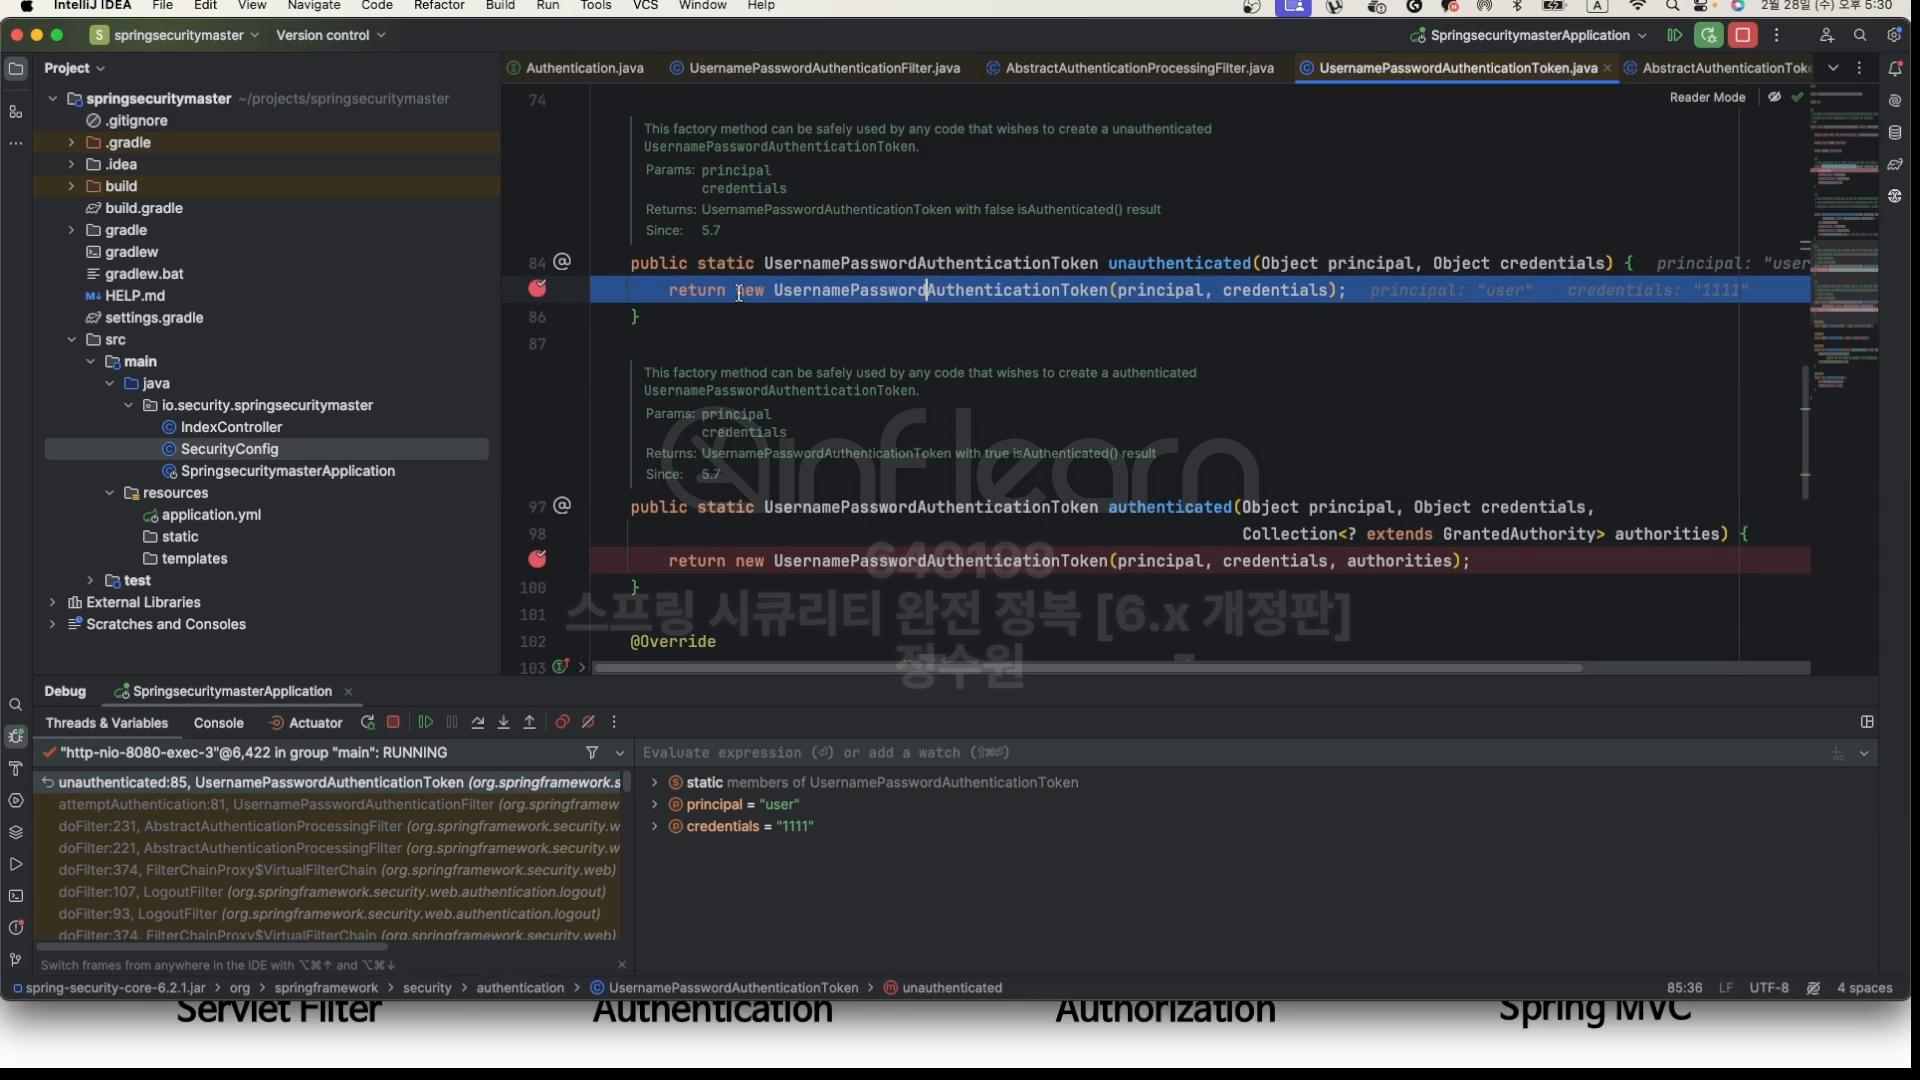 IntelliJ IDEA File Edit View Navigate Code Refactor Build Run Tools VCS Window Help A 2월 28일 (수) 오후 5:30
S springsecuritymaster Version control SpringsecuritymasterApplication
Project
Authentication.java UsernamePasswordAuthenticationFilter.java AbstractAuthenticationProcessingFilter.java UsernamePasswordAuthenticationToken.java AbstractAuthenticationToke
Reader Mode
springsecuritymaster ~/projects/springsecuritymaster
.gitignore
.gradle
.idea
build
build.gradle
gradle
gradlew
gradlew.bat
HELP.md
settings.gradle
src
main
java
io.security.springsecuritymaster
IndexController
SecurityConfig
SpringsecuritymasterApplication
resources
application.yml
static
templates
test
External Libraries
Scratches and Consoles
74
This factory method can be safely used by any code that wishes to create a unauthenticated
UsernamePasswordAuthenticationToken.
Params: principal
credentials
Returns: UsernamePasswordAuthenticationToken with false isAuthenticated() result
Since: 5.7
84 public static UsernamePasswordAuthenticationToken unauthenticated(Object principal, Object credentials) { principal: "user
return new UsernamePasswordAuthenticationToken(principal, credentials); principal: "user" credentials: "1111"
86 }
87
This factory method can be safely used by any code that wishes to create a authenticated
UsernamePasswordAuthenticationToken.
Params: principal
credentials
Returns: UsernamePasswordAuthenticationToken with true isAuthenticated() result
Since: 5.7
97 public static UsernamePasswordAuthenticationToken authenticated(Object principal, Object credentials,
98 Collection<? extends GrantedAuthority> authorities) {
return new UsernamePasswordAuthenticationToken(principal, credentials, authorities);
100 }
101
102 @Override
103
inflearn
640199
스프링 시큐리티 완전 정복 [6.x 개정판]
정수원
Debug SpringsecuritymasterApplication
Threads & Variables Console Actuator
"http-nio-8080-exec-3"@6,422 in group "main": RUNNING
unauthenticated:85, UsernamePasswordAuthenticationToken (org.springframework.s
attemptAuthentication:81, UsernamePasswordAuthenticationFilter (org.springframew
doFilter:231, AbstractAuthenticationProcessingFilter (org.springframework.security.w
doFilter:221, AbstractAuthenticationProcessingFilter (org.springframework.security.w
doFilter:374, FilterChainProxy$VirtualFilterChain (org.springframework.security.web)
doFilter:107, LogoutFilter (org.springframework.security.web.authentication.logout)
doFilter:93, LogoutFilter (org.springframework.security.web.authentication.logout)
doFilter:374, FilterChainProxy$VirtualFilterChain (org.springframework.security.web)
Switch frames from anywhere in the IDE with ⌥⌘↑ and ⌥⌘↓
Evaluate expression (⏎) or add a watch (⇧⌘⏎)
static members of UsernamePasswordAuthenticationToken
principal = "user"
credentials = "1111"
spring-security-core-6.2.1.jar > org > springframework > security > authentication > UsernamePasswordAuthenticationToken > unauthenticated 85:36 LF UTF-8 4 spaces
Servlet Filter Authentication Authorization Spring MVC